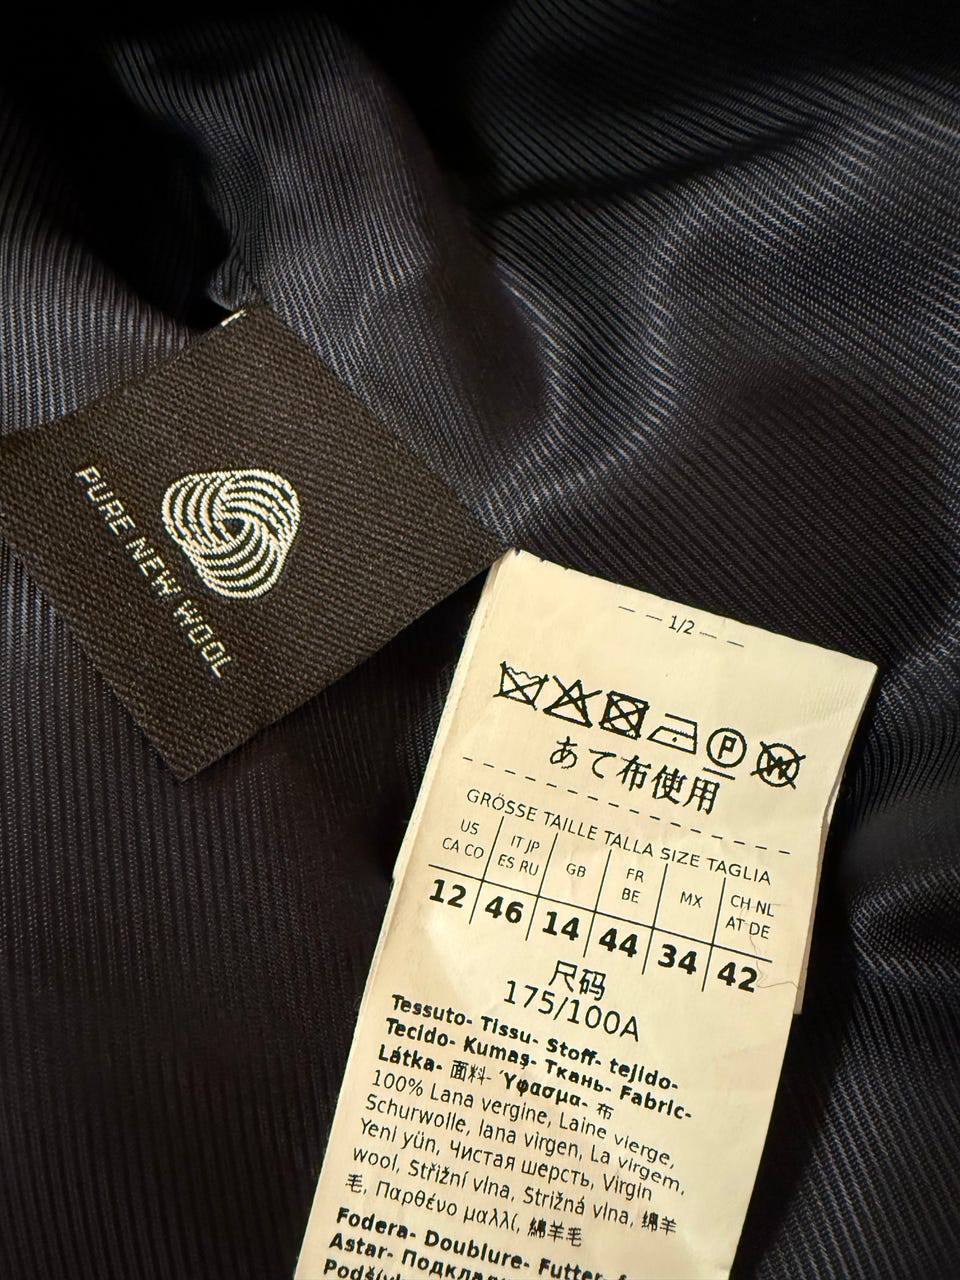 PURE NEW WOOL
1/2
P
W
あて布使用
GRÖSSE TAILLE TALLA SIZE TAGLIA
US CA CO
IT JP ES RU
GB
FR BE
MX
CH NL AT DE
12 46 14 44 34 42
尺码
175/100A
Tessuto- Tissu- Stoff- tejido-
Tecido- Kumaş- Ткань- Fabric-
Látka- 面料- Ύφασμα- 布
100% Lana vergine, Laine vierge,
Schurwolle, lana virgen, La virgem,
Yeni yün, Чистая шерсть, Virgin
wool, Střižní vlna, Strižná vlna, 绵羊
毛, Παρθένο μαλλί, 綿羊毛
Fodera- Doublure- Futter-
Astar-